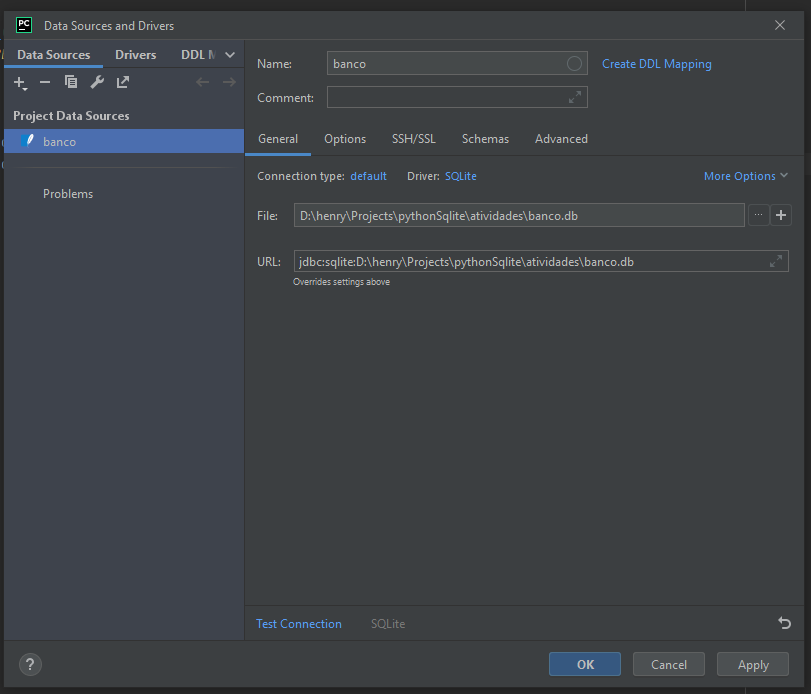 PC
Data Sources and Drivers
Data Sources
Drivers
DDL M
Project Data Sources
banco
Problems
Name:
banco
Create DDL Mapping
Comment:
General
Options
SSH/SSL
Schemas
Advanced
Connection type: default
Driver: SQLite
More Options
File:
D:\henry\Projects\pythonSqlite\atividades\banco.db
...
URL:
jdbc:sqlite:D:\henry\Projects\pythonSqlite\atividades\banco.db
Overrides settings above
Test Connection
SQLite
?
OK
Cancel
Apply